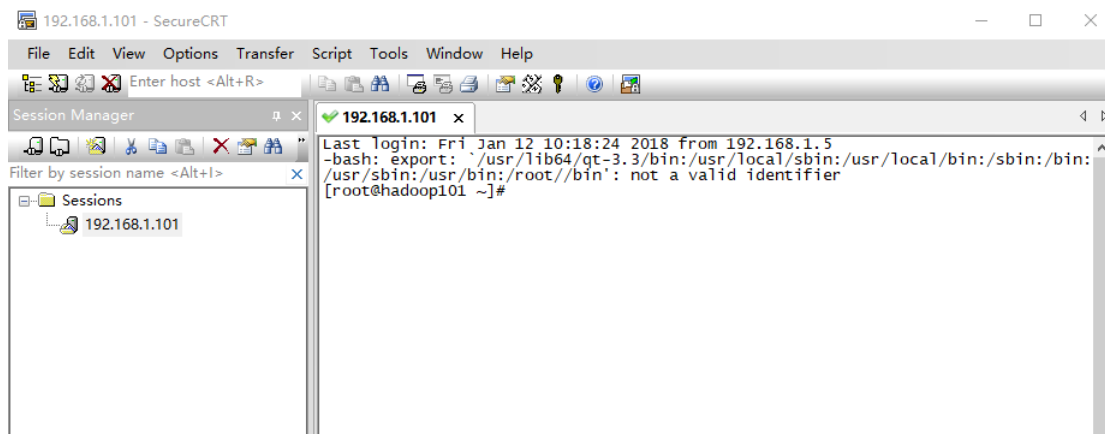 192.168.1.101 - SecureCRT
File Edit View Options Transfer Script Tools Window Help
Enter host <Alt+R>
Session Manager
Filter by session name <Alt+I>
Sessions
192.168.1.101
192.168.1.101
Last login: Fri Jan 12 10:18:24 2018 from 192.168.1.5
-bash: export: `/usr/lib64/qt-3.3/bin:/usr/local/sbin:/usr/local/bin:/sbin:/bin:
/usr/sbin:/usr/bin:/root//bin': not a valid identifier
[root@hadoop101 ~]#